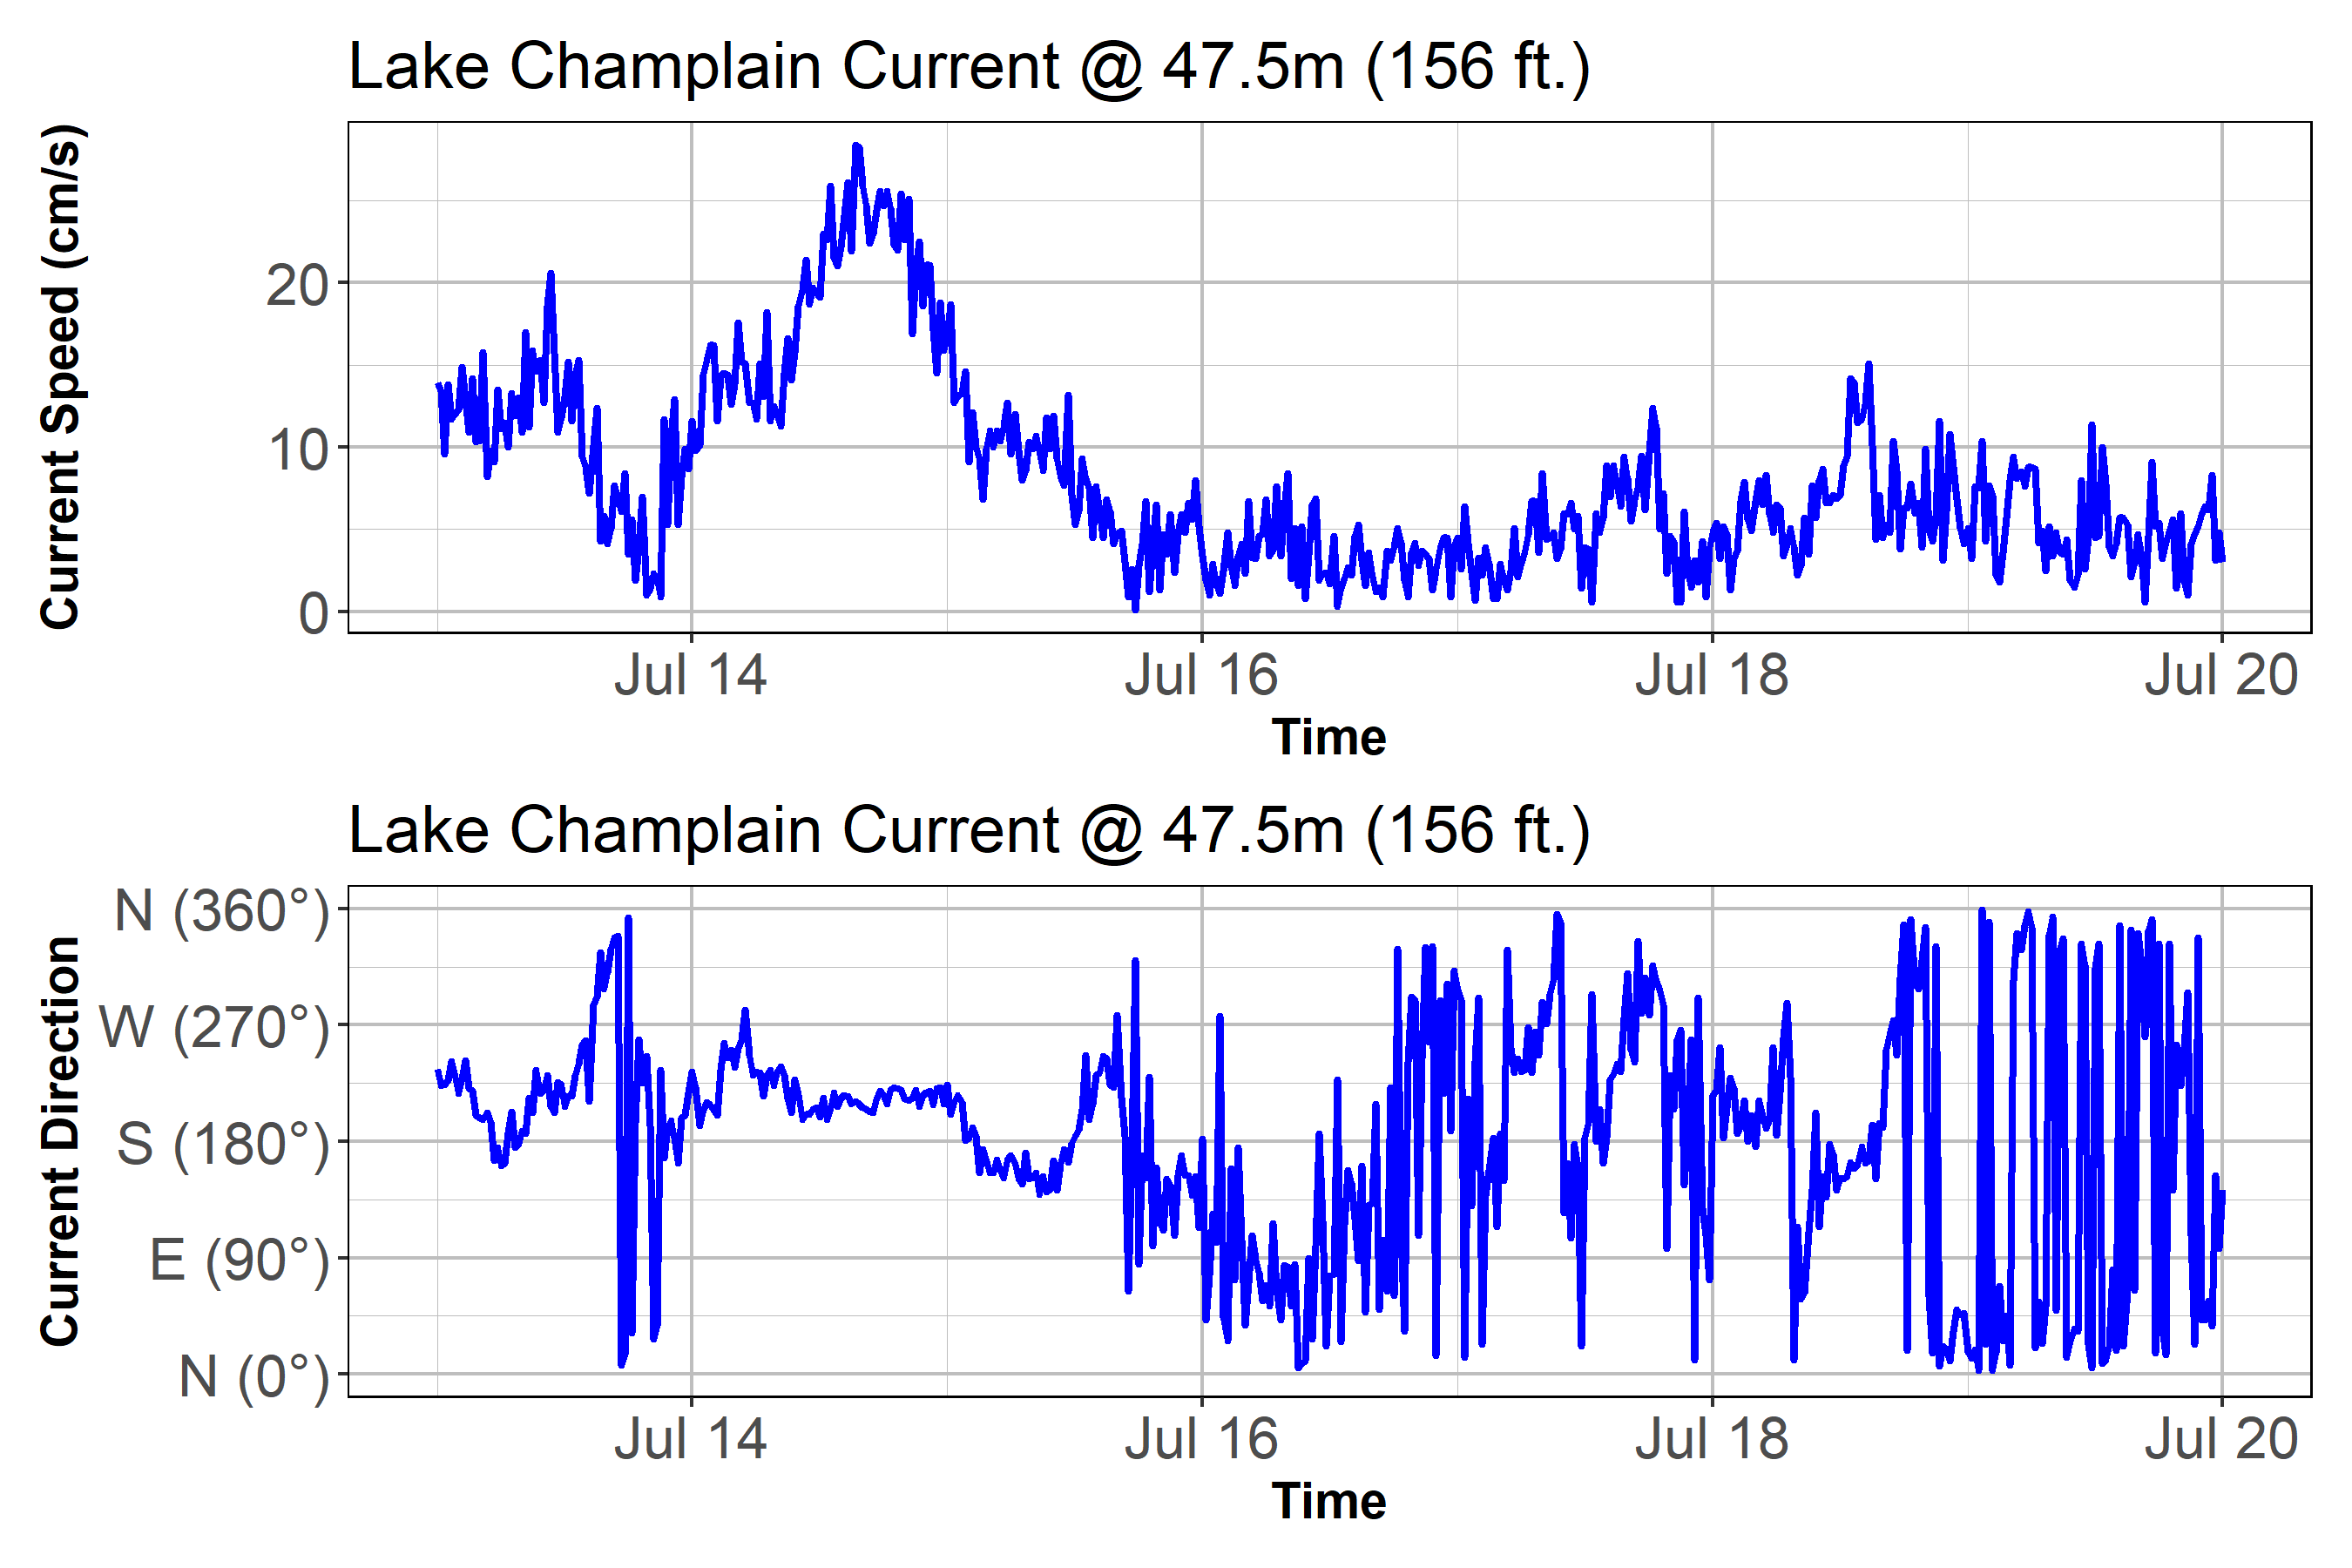 Lake Champlain Current @ 47.5m (156 ft.)
Current Speed (cm/s)
20
10
0
Jul 14 Jul 16 Jul 18 Jul 20
Time
Lake Champlain Current @ 47.5m (156 ft.)
Current Direction
N (360°)
W (270°)
S (180°)
E (90°)
N (0°)
Jul 14 Jul 16 Jul 18 Jul 20
Time